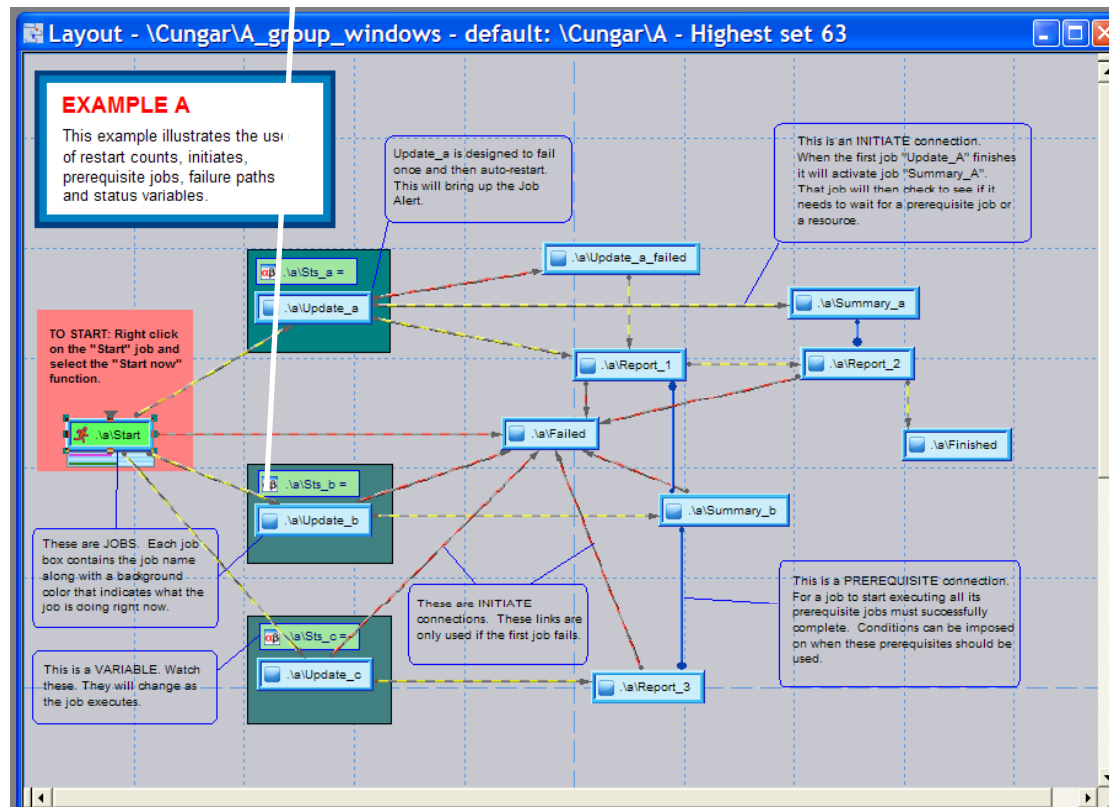 Layout - \Cungar\A_group_windows - default: \Cungar\A - Highest set 63
EXAMPLE A
This example illustrates the use
of restart counts, initiates,
prerequisite jobs, failure paths
and status variables.
Update_a is designed to fail
once and then auto-restart.
This will bring up the Job
Alert.
This is an INITIATE connection.
When the first job "Update_A" finishes
it will activate job "Summary_A".
That job will then check to see if it
needs to wait for a prerequisite job or
a resource.
αβ .\a\Sts_a =
.\a\Update_a
.\a\Update_a_failed
.\a\Summary_a
TO START: Right click
on the "Start" job and
select the "Start now"
function.
.\a\Report_1
.\a\Report_2
.\a\Start
.\a\Failed
.\a\Finished
αβ .\a\Sts_b =
.\a\Update_b
.\a\Summary_b
These are JOBS. Each job
box contains the job name
along with a background
color that indicates what the
job is doing right now.
These are INITIATE
connections. These links are
only used if the first job fails.
This is a PREREQUISITE connection.
For a job to start executing all its
prerequisite jobs must successfully
complete. Conditions can be imposed
on when these prerequisites should be
used.
αβ .\a\Sts_c =
.\a\Update_c
.\a\Report_3
This is a VARIABLE. Watch
these. They will change as
the job executes.